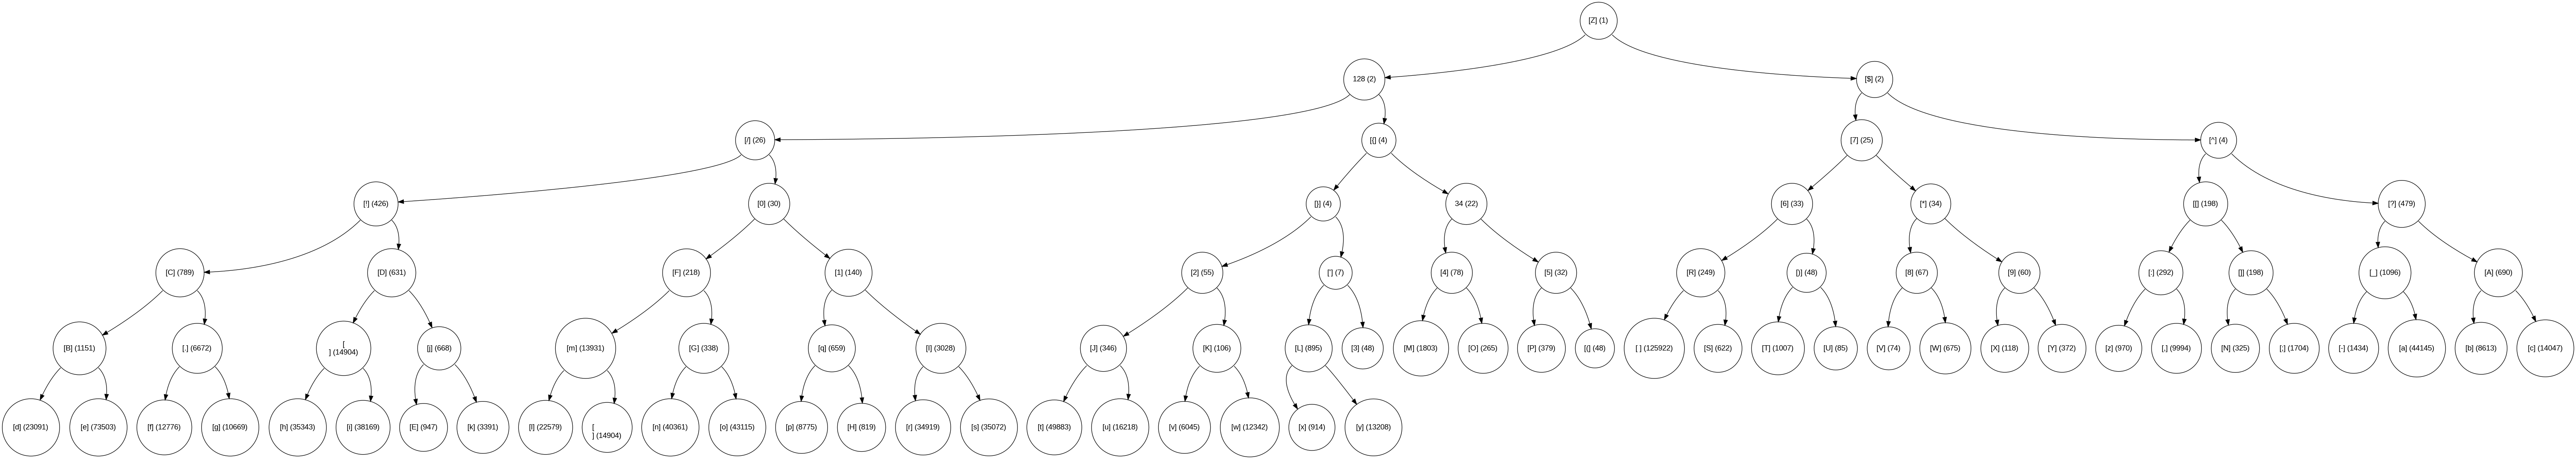 [Z] (1)
128 (2)
[$] (2)
[/] (26)
[{] (4)
[7] (25)
[^] (4)
[!] (426)
[0] (30)
[}] (4)
34 (22)
[6] (33)
[*] (34)
[[] (198)
[?] (479)
[C] (789)
[D] (631)
[F] (218)
[1] (140)
[2] (55)
['] (7)
[4] (78)
[5] (32)
[R] (249)
[)] (48)
[8] (67)
[9] (60)
[:] (292)
[]] (198)
[_] (1096)
[A] (690)
[B] (1151)
[.] (6672)
[
] (14904)
[j] (668)
[m] (13931)
[G] (338)
[q] (659)
[I] (3028)
[J] (346)
[K] (106)
[L] (895)
[3] (48)
[M] (1803)
[O] (265)
[P] (379)
[(] (48)
[ ] (125922)
[S] (622)
[T] (1007)
[U] (85)
[V] (74)
[W] (675)
[X] (118)
[Y] (372)
[z] (970)
[,] (9994)
[N] (325)
[;] (1704)
[-] (1434)
[a] (44145)
[b] (8613)
[c] (14047)
[d] (23091)
[e] (73503)
[f] (12776)
[g] (10669)
[h] (35343)
[i] (38169)
[E] (947)
[k] (3391)
[l] (22579)
[
] (14904)
[n] (40361)
[o] (43115)
[p] (8775)
[H] (819)
[r] (34919)
[s] (35072)
[t] (49883)
[u] (16218)
[v] (6045)
[w] (12342)
[x] (914)
[y] (13208)